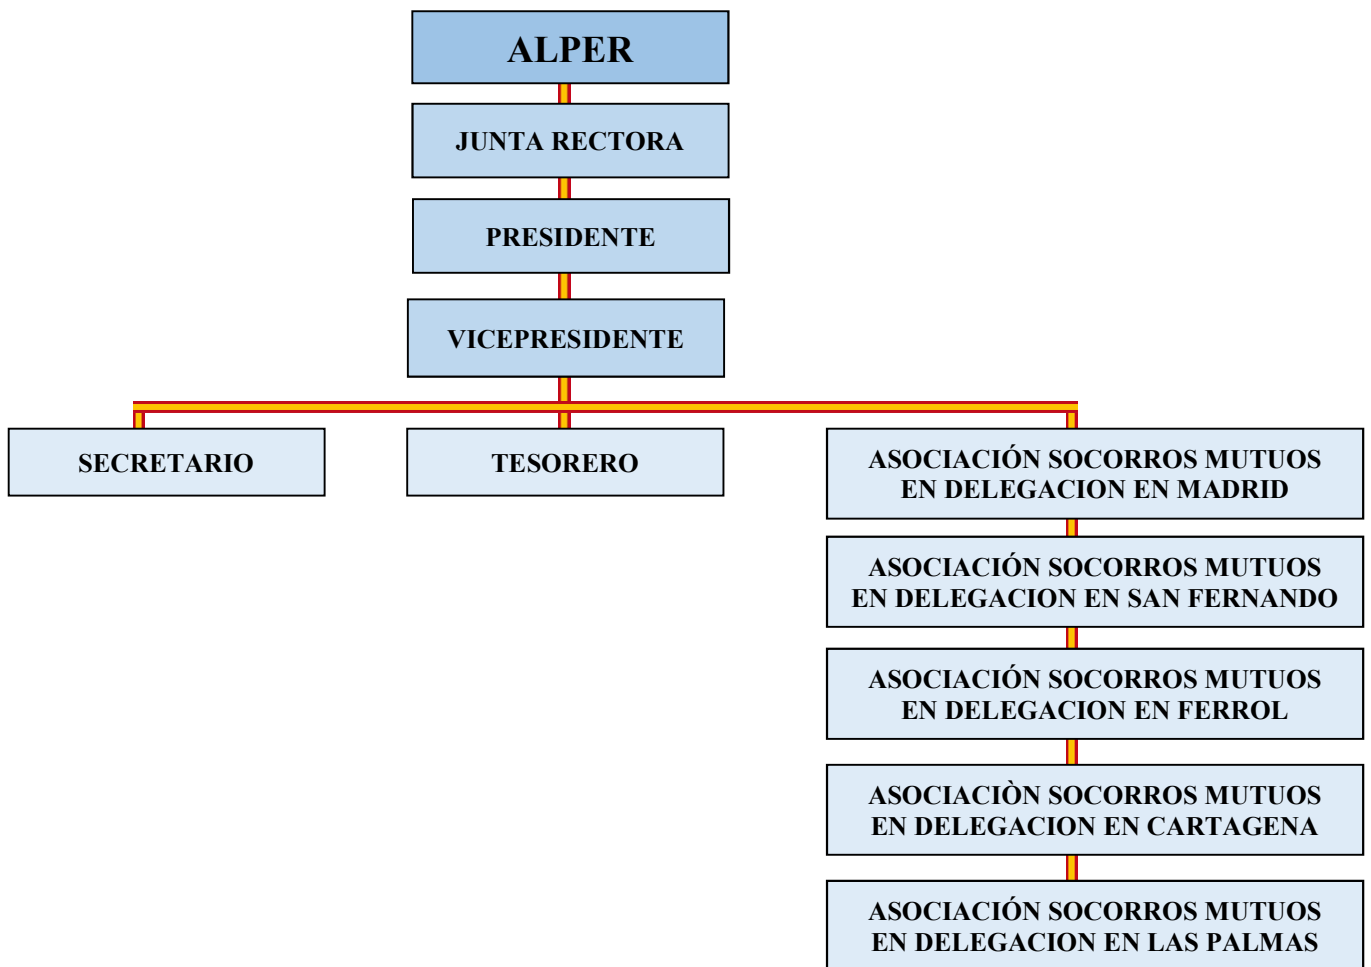 ALPER
JUNTA RECTORA
PRESIDENTE
VICEPRESIDENTE
SECRETARIO
TESORERO
ASOCIACIÓN SOCORROS MUTUOS
EN DELEGACION EN MADRID
ASOCIACIÓN SOCORROS MUTUOS
EN DELEGACION EN SAN FERNANDO
ASOCIACIÓN SOCORROS MUTUOS
EN DELEGACION EN FERROL
ASOCIACIÒN SOCORROS MUTUOS
EN DELEGACION EN CARTAGENA
ASOCIACIÓN SOCORROS MUTUOS
EN DELEGACION EN LAS PALMAS